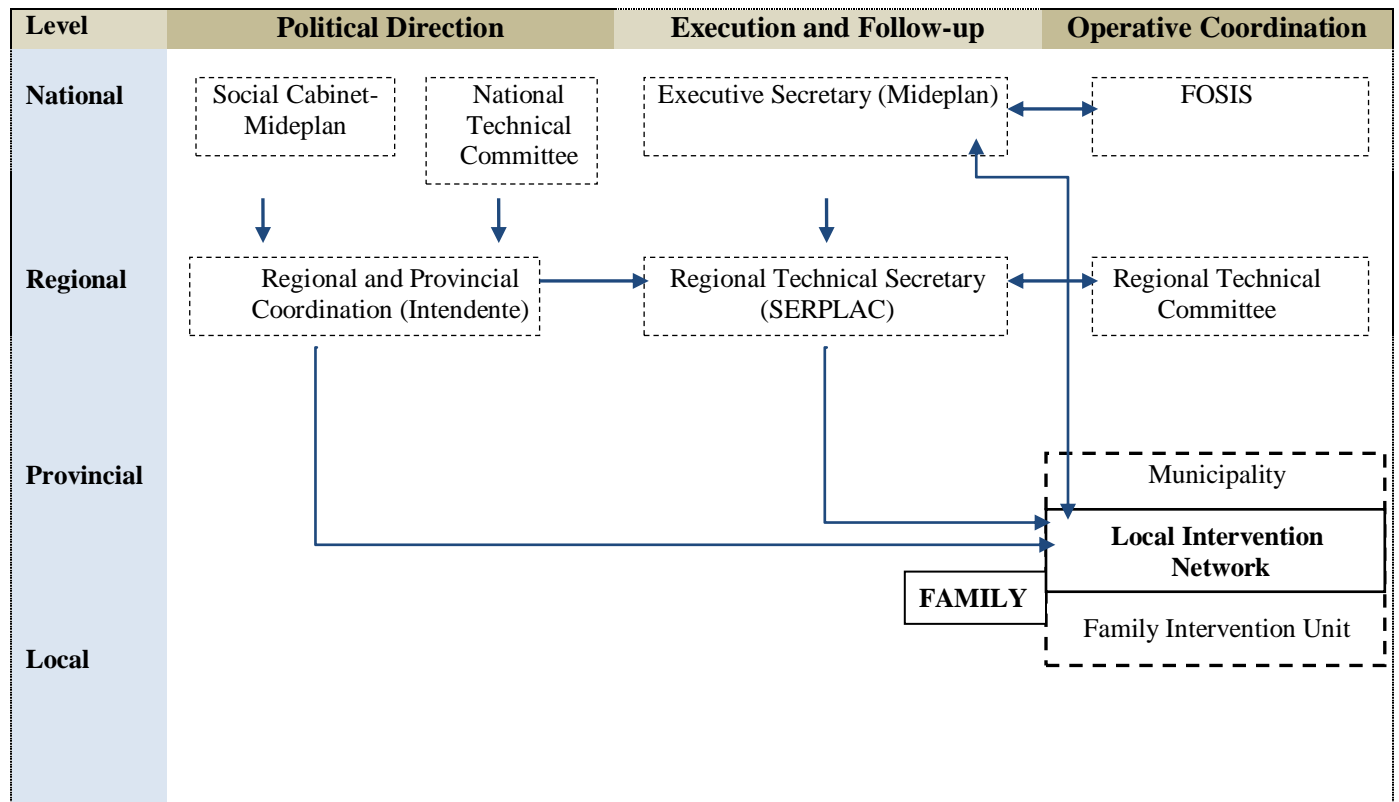 Level
Political Direction
Execution and Follow-up
Operative Coordination
National
Social Cabinet-
Mideplan
National
Technical
Committee
Executive Secretary (Mideplan)
FOSIS
Regional
Regional and Provincial
Coordination (Intendente)
Regional Technical Secretary
(SERPLAC)
Regional Technical
Committee
Provincial
Municipality
Local Intervention
Network
FAMILY
Family Intervention Unit
Local